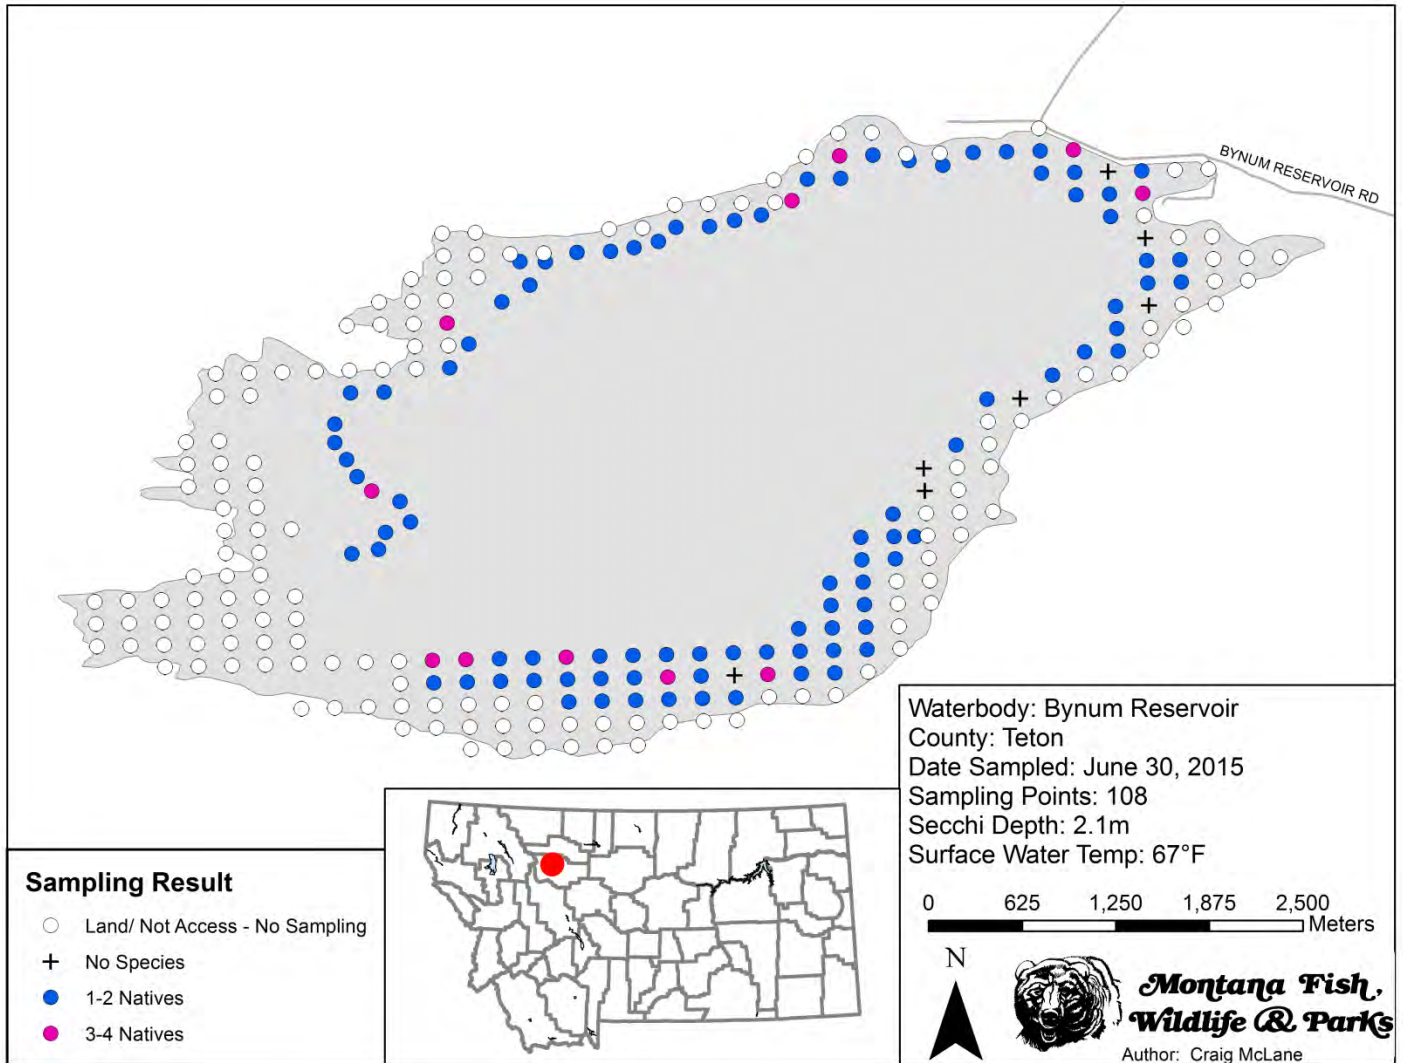 BYNUM RESERVOIR RD
Waterbody: Bynum Reservoir
County: Teton
Date Sampled: June 30, 2015
Sampling Points: 108
Secchi Depth: 2.1m
Surface Water Temp: 67°F
0 625 1,250 1,875 2,500
Meters
N
Montana Fish,
Wildlife & Parks
Author: Craig McLane
Sampling Result
Land/ Not Access - No Sampling
No Species
1-2 Natives
3-4 Natives